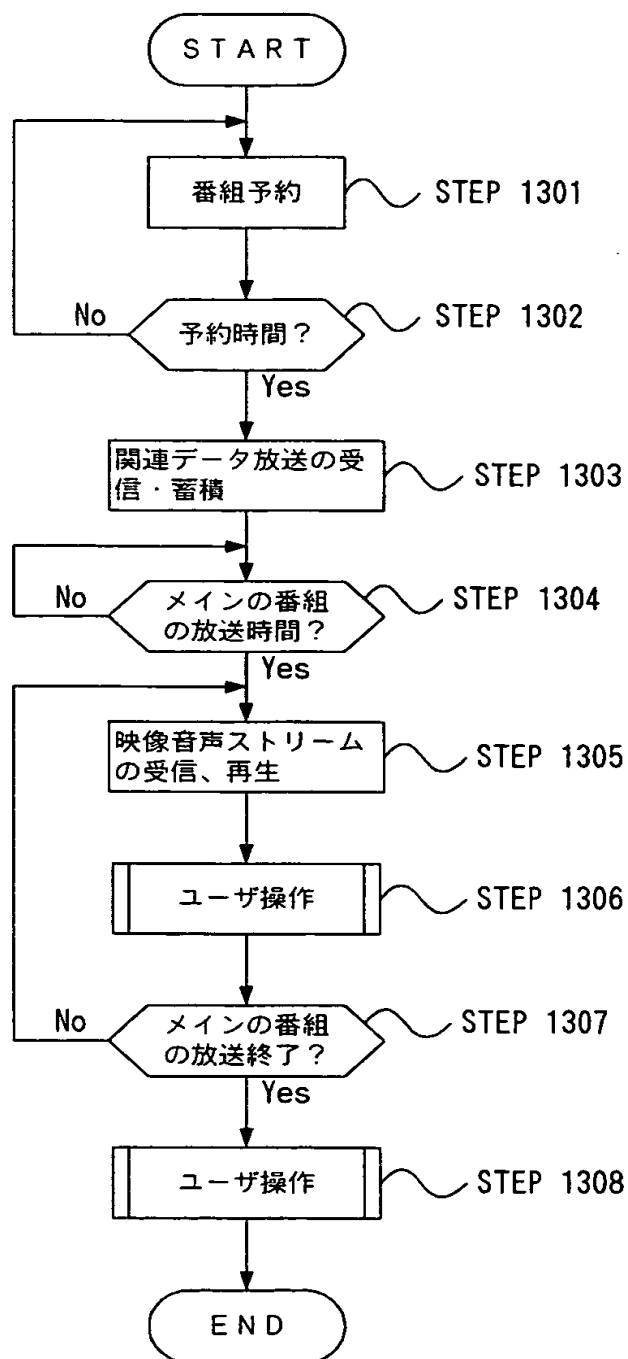 START
番組予約
STEP 1301
予約時間?
STEP 1302
No
Yes
関連データ放送の受
信・蓄積
STEP 1303
メインの番組
の放送時間?
STEP 1304
No
Yes
映像音声ストリーム
の受信、再生
STEP 1305
ユーザ操作
STEP 1306
メインの番組
の放送終了?
STEP 1307
No
Yes
ユーザ操作
STEP 1308
END